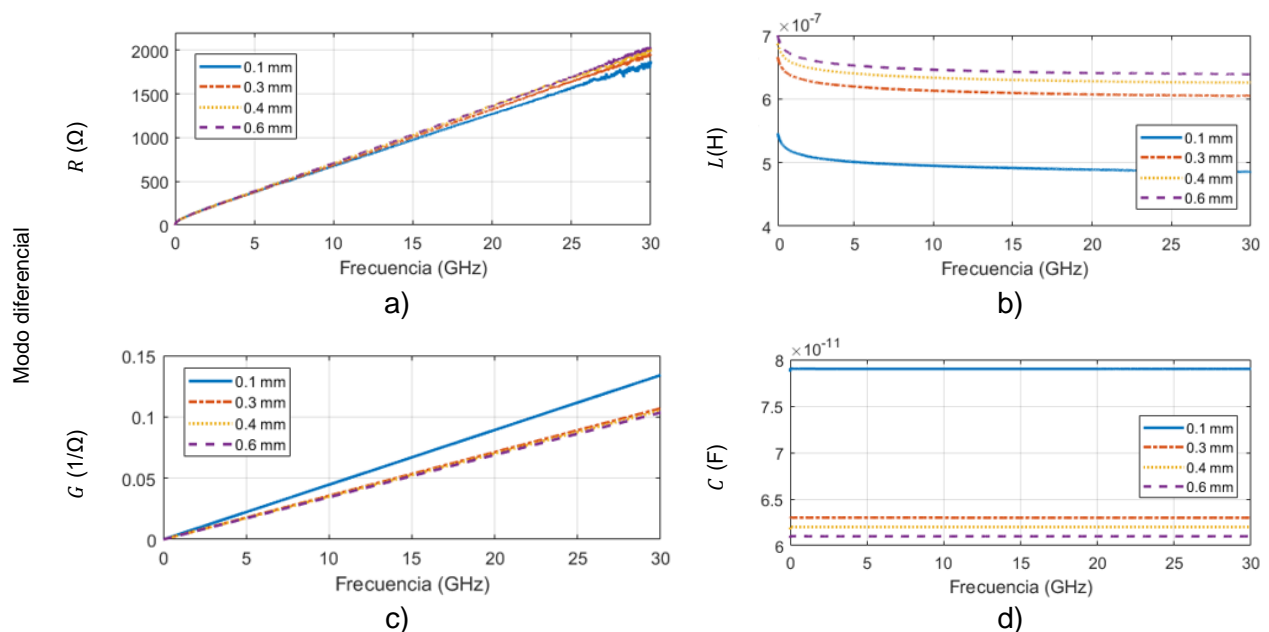 Modo diferencial
R (Ω)
2000
1500
1000
500
0
0.1 mm
0.3 mm
0.4 mm
0.6 mm
0 5 10 15 20 25 30
Frecuencia (GHz)
a)
×10⁻⁷
L(H)
7
6
5
4
0.1 mm
0.3 mm
0.4 mm
0.6 mm
0 5 10 15 20 25 30
Frecuencia (GHz)
b)
G (1/Ω)
0.15
0.1
0.05
0
0.1 mm
0.3 mm
0.4 mm
0.6 mm
0 5 10 15 20 25 30
Frecuencia (GHz)
c)
×10⁻¹¹
C (F)
8
7.5
7
6.5
6
0.1 mm
0.3 mm
0.4 mm
0.6 mm
0 5 10 15 20 25 30
Frecuencia (GHz)
d)